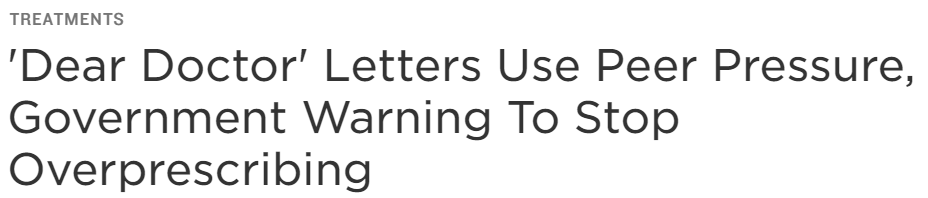 TREATMENTS
'Dear Doctor' Letters Use Peer Pressure,
Government Warning To Stop
Overprescribing